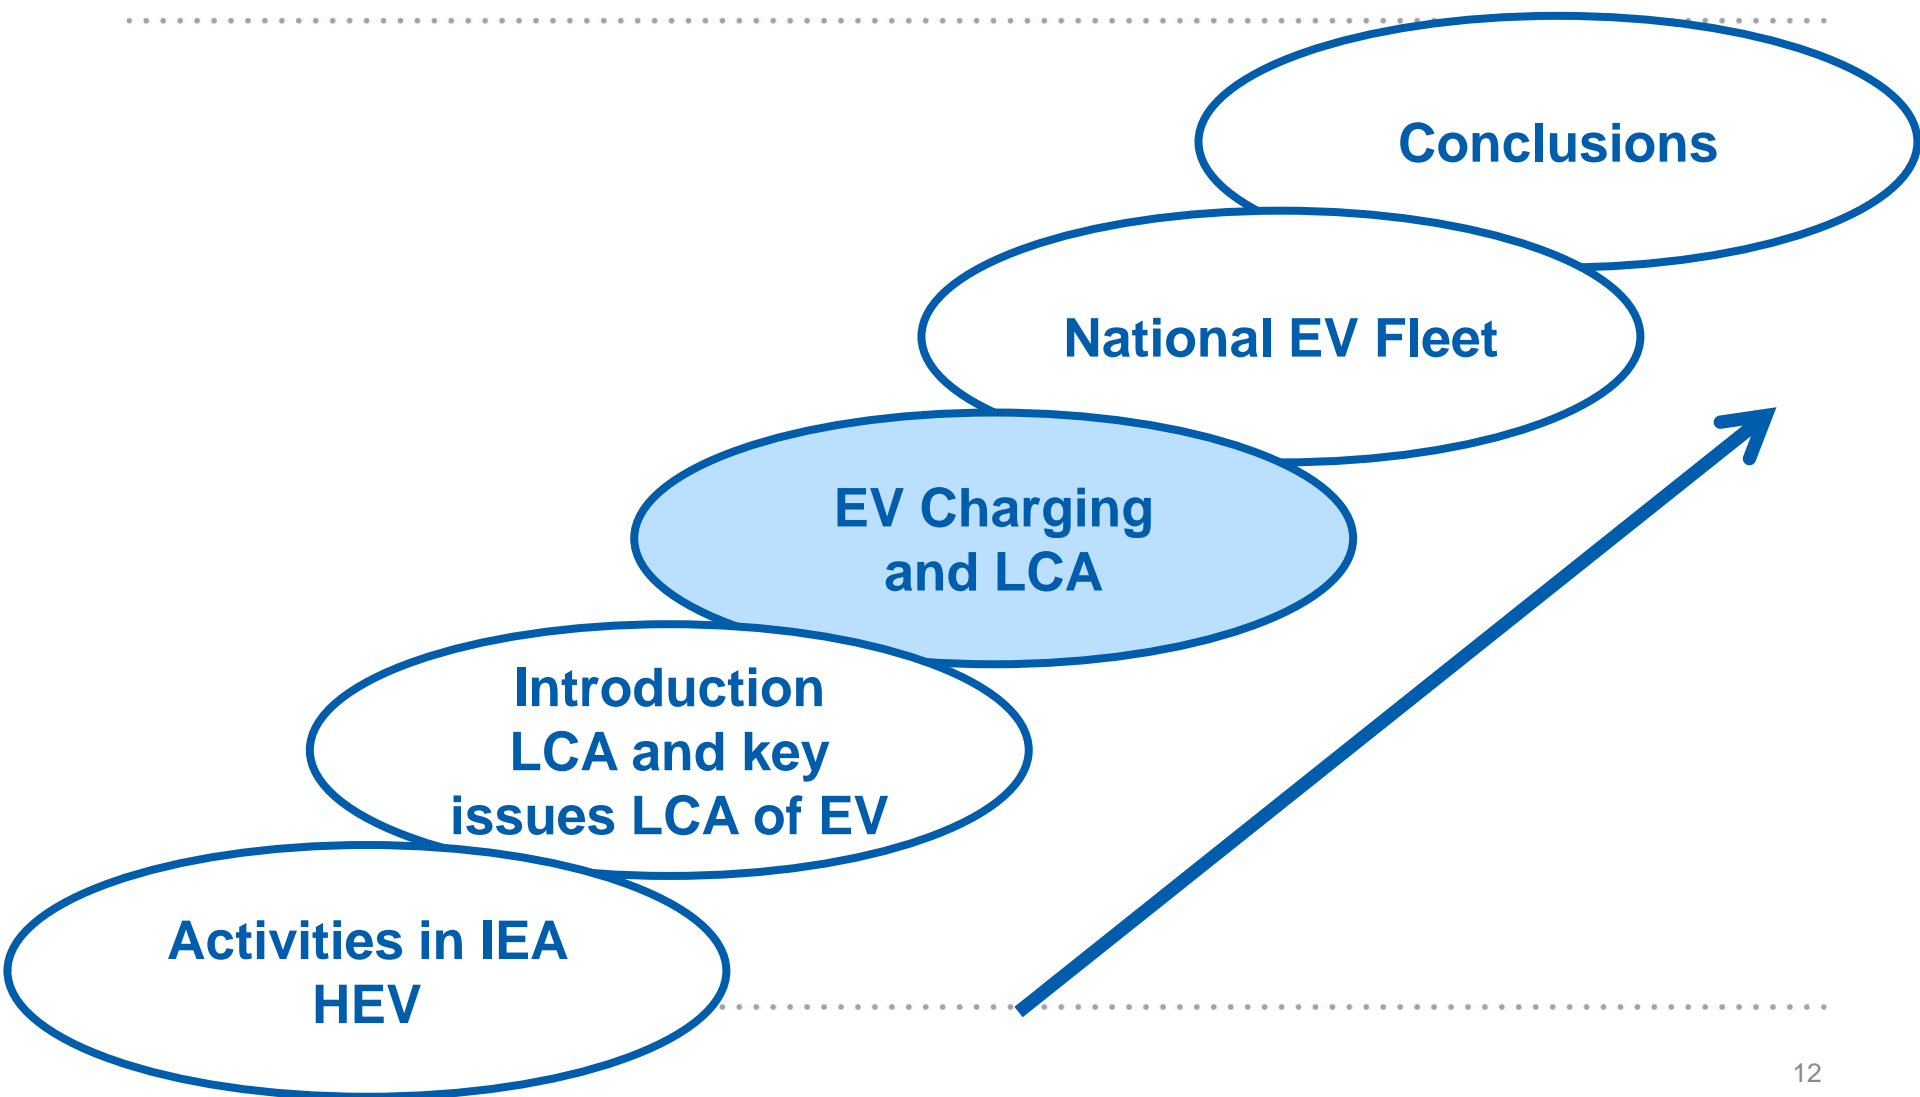 Conclusions
National EV Fleet
EV Charging
and LCA
Introduction
LCA and key
issues LCA of EV
Activities in IEA
HEV
12